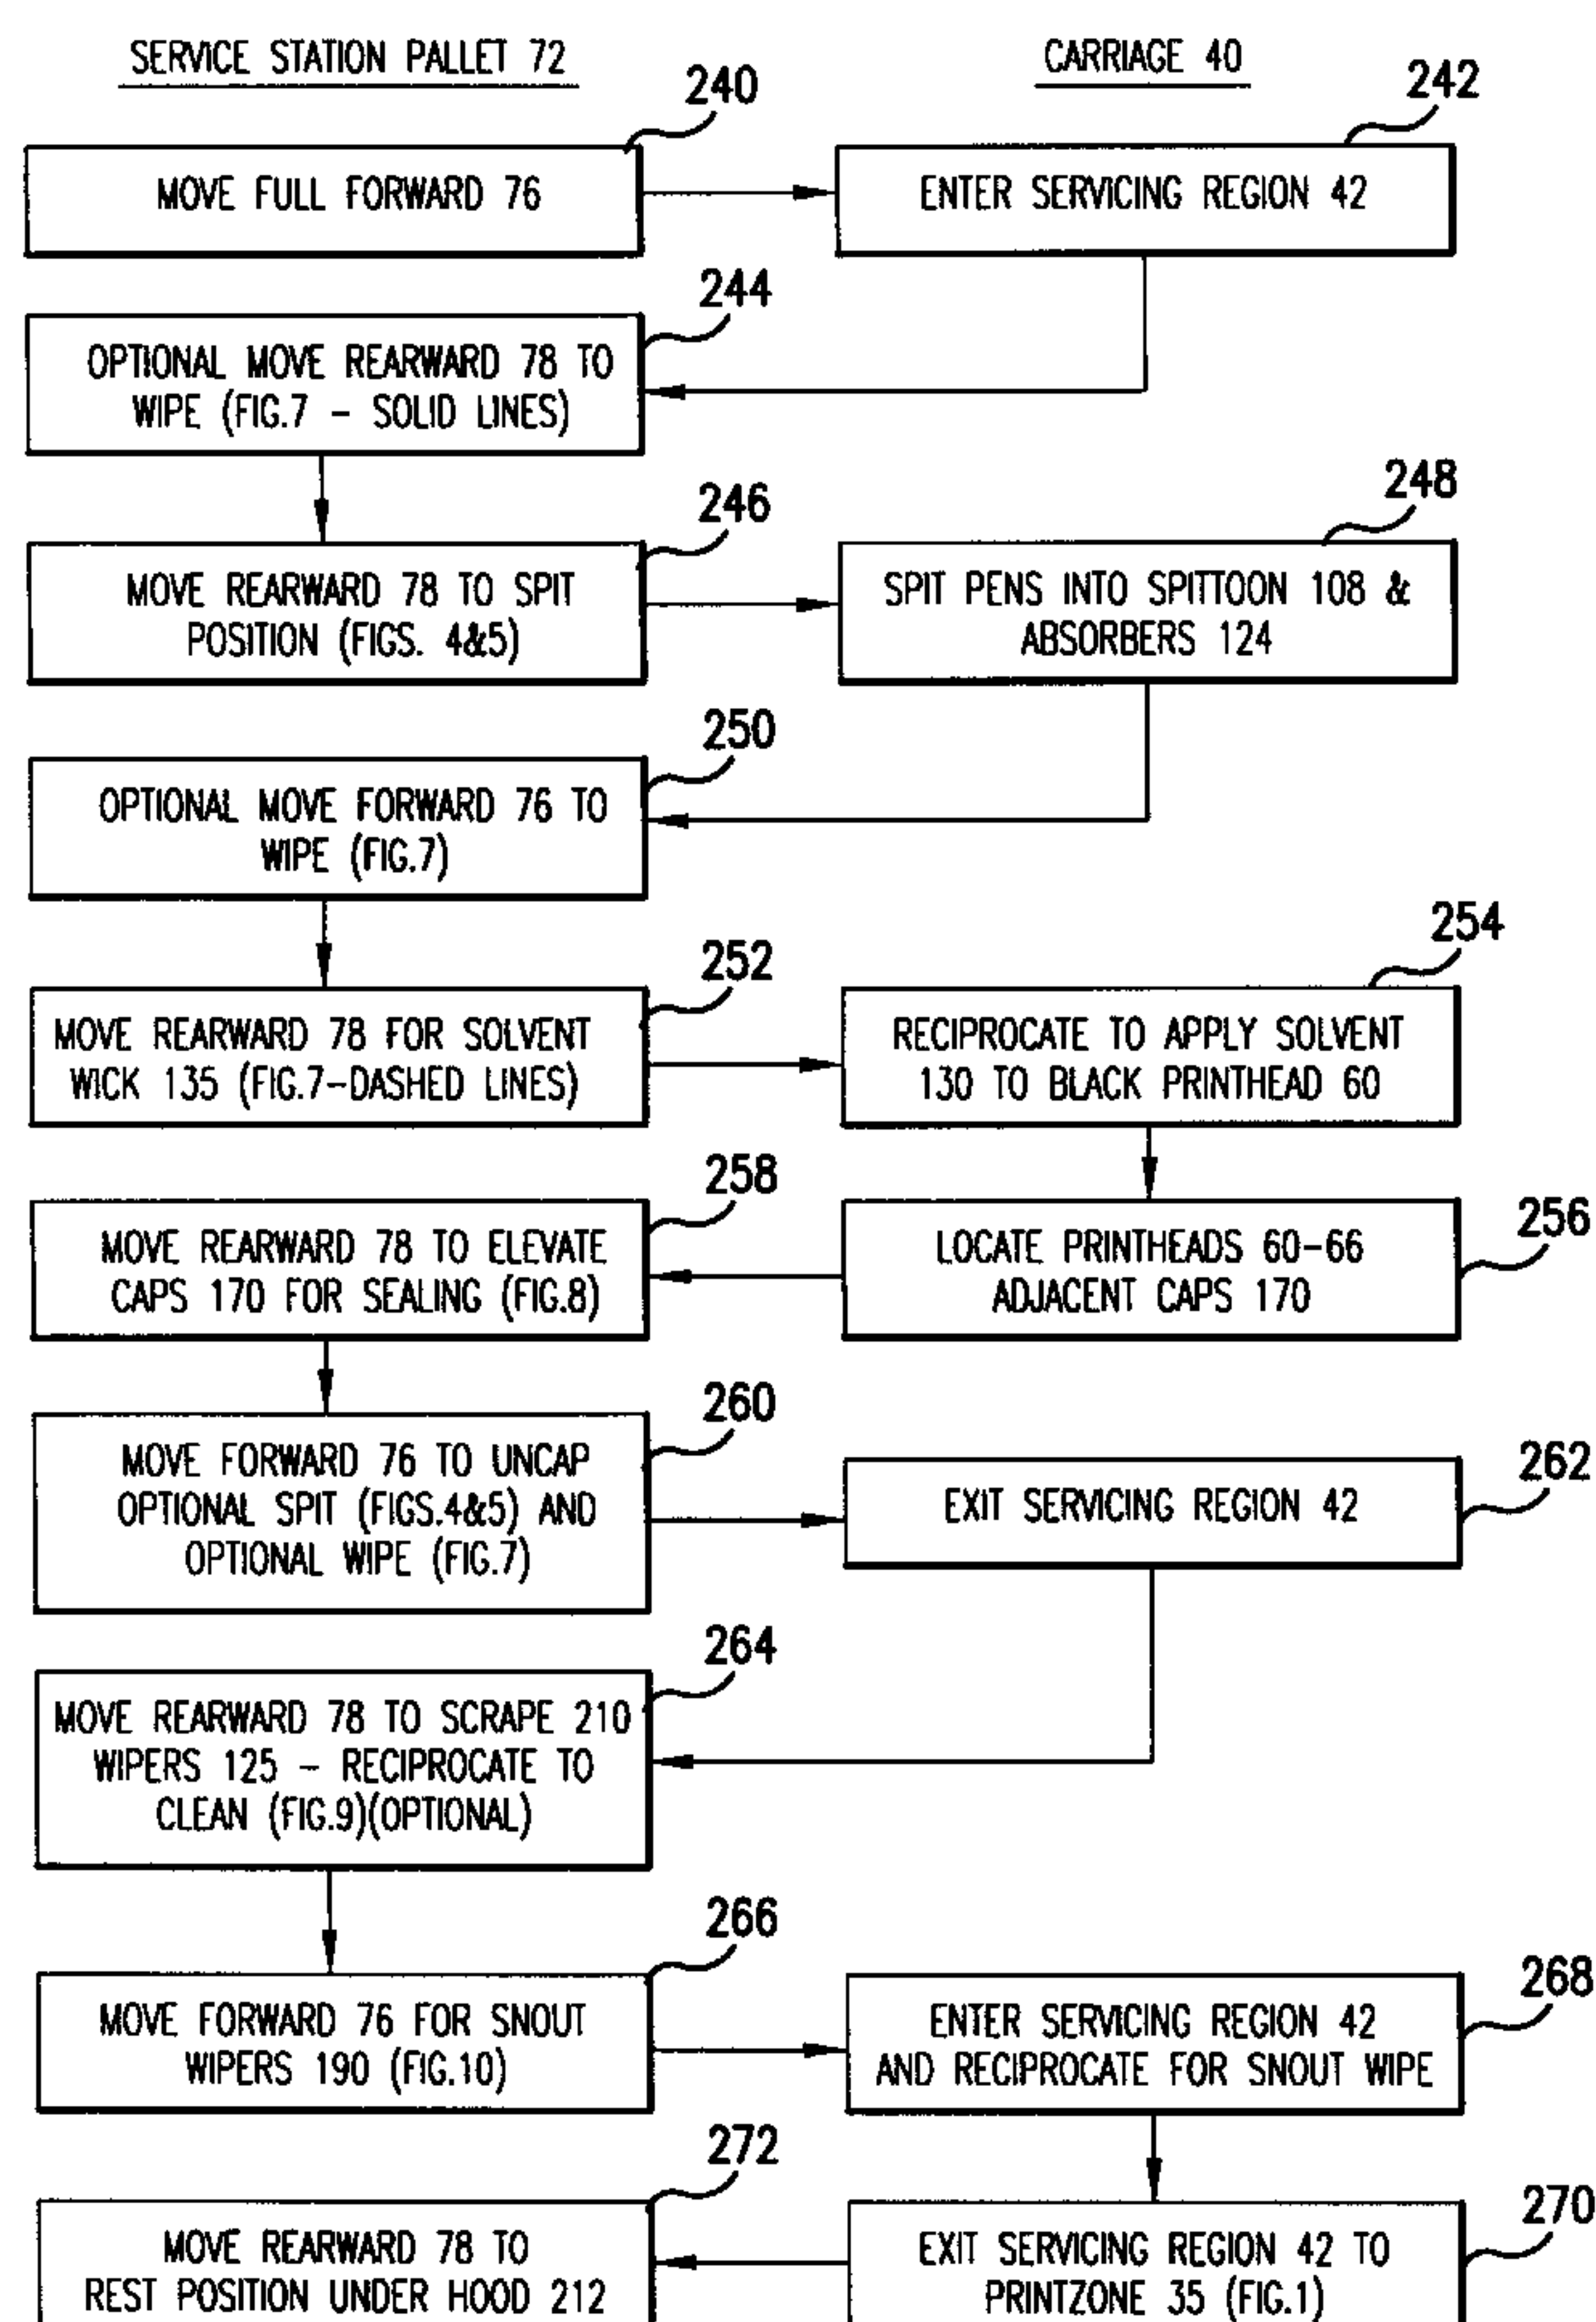 SERVICE STATION PALLET 72
CARRIAGE 40
240
242
MOVE FULL FORWARD 76
ENTER SERVICING REGION 42
244
OPTIONAL MOVE REARWARD 78 TO
WIPE (FIG.7 - SOLID LINES)
246
248
MOVE REARWARD 78 TO SPIT
POSITION (FIGS. 4&5)
SPIT PENS INTO SPITTOON 108 &
ABSORBERS 124
250
OPTIONAL MOVE FORWARD 76 TO
WIPE (FIG.7)
252
254
MOVE REARWARD 78 FOR SOLVENT
WICK 135 (FIG.7-DASHED LINES)
RECIPROCATE TO APPLY SOLVENT
130 TO BLACK PRINTHEAD 60
258
256
MOVE REARWARD 78 TO ELEVATE
CAPS 170 FOR SEALING (FIG.8)
LOCATE PRINTHEADS 60-66
ADJACENT CAPS 170
260
262
MOVE FORWARD 76 TO UNCAP
OPTIONAL SPIT (FIGS.4&5) AND
OPTIONAL WIPE (FIG.7)
EXIT SERVICING REGION 42
264
MOVE REARWARD 78 TO SCRAPE 210
WIPERS 125 - RECIPROCATE TO
CLEAN (FIG.9)(OPTIONAL)
266
268
MOVE FORWARD 76 FOR SNOUT
WIPERS 190 (FIG.10)
ENTER SERVICING REGION 42
AND RECIPROCATE FOR SNOUT WIPE
272
270
MOVE REARWARD 78 TO
REST POSITION UNDER HOOD 212
EXIT SERVICING REGION 42 TO
PRINTZONE 35 (FIG.1)